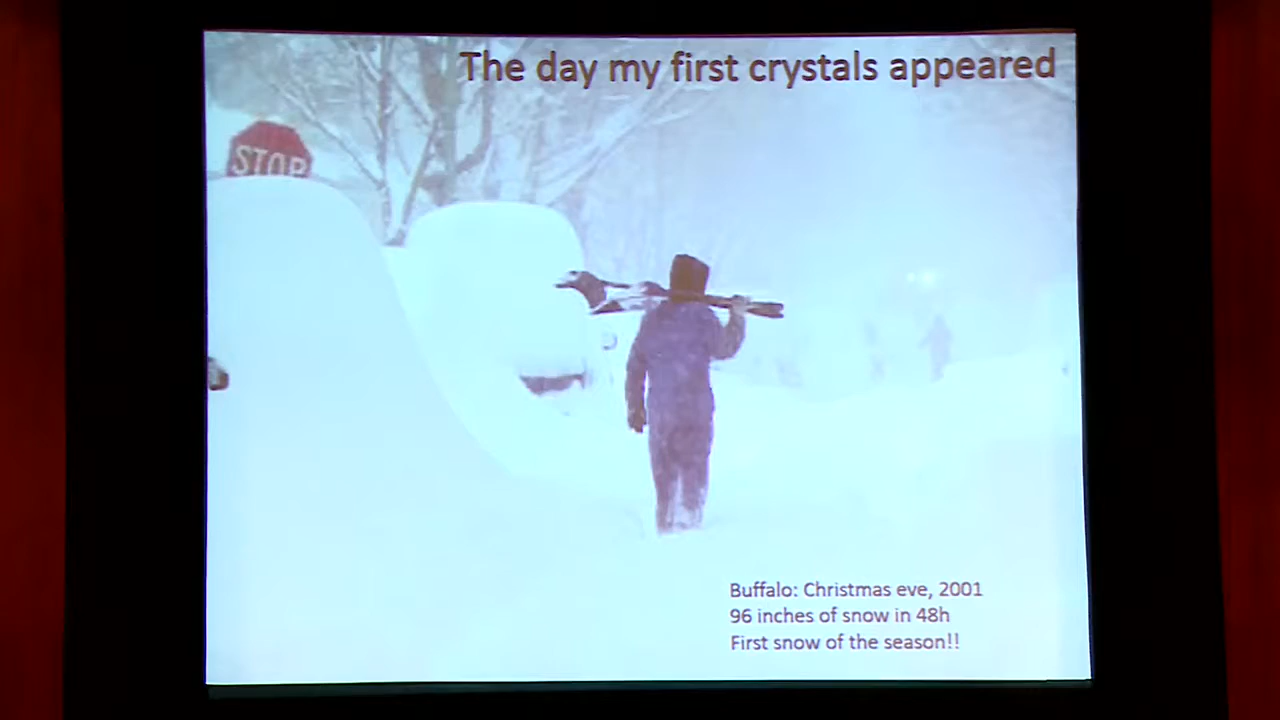 The day my first crystals appeared
STOP
Buffalo: Christmas eve, 2001
96 inches of snow in 48h
First snow of the season!!